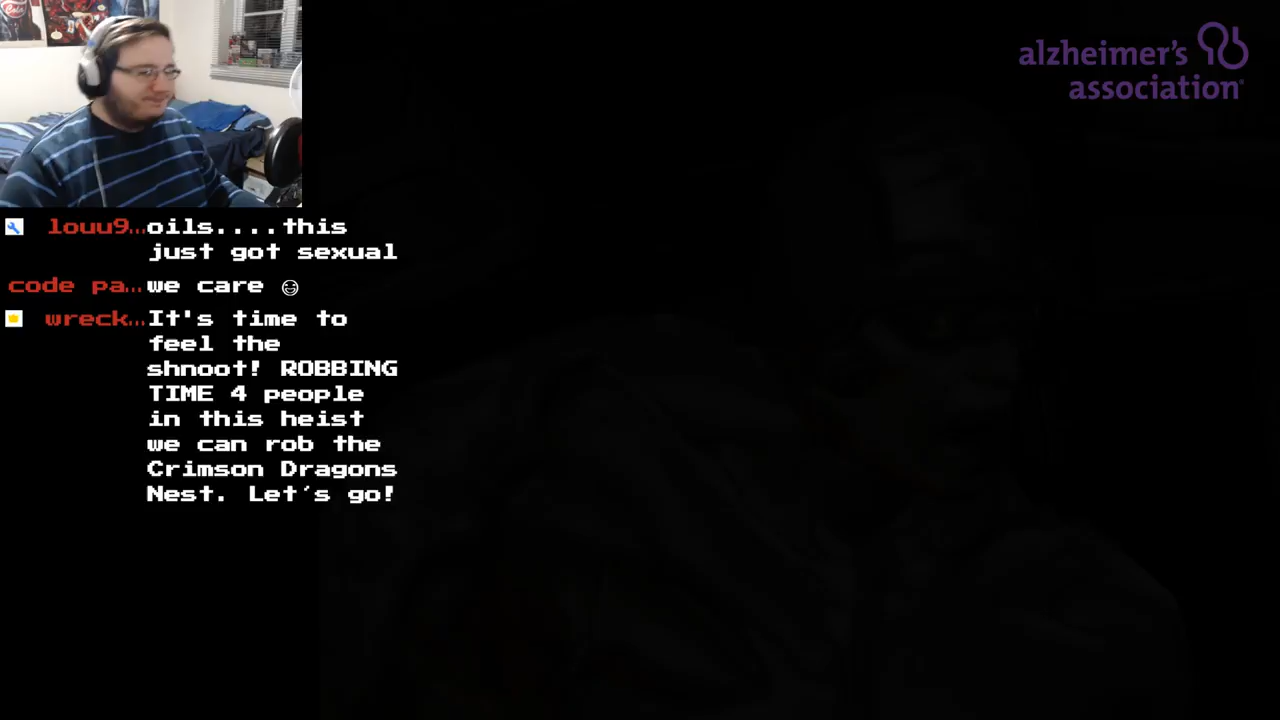 alzheimer's
association
louu9... oils....this
just got sexual
code pa... we care
wreck... It's time to
feel the
shnoot! ROBBING
TIME 4 people
in this heist
we can rob the
Crimson Dragons
Nest. Let's go!